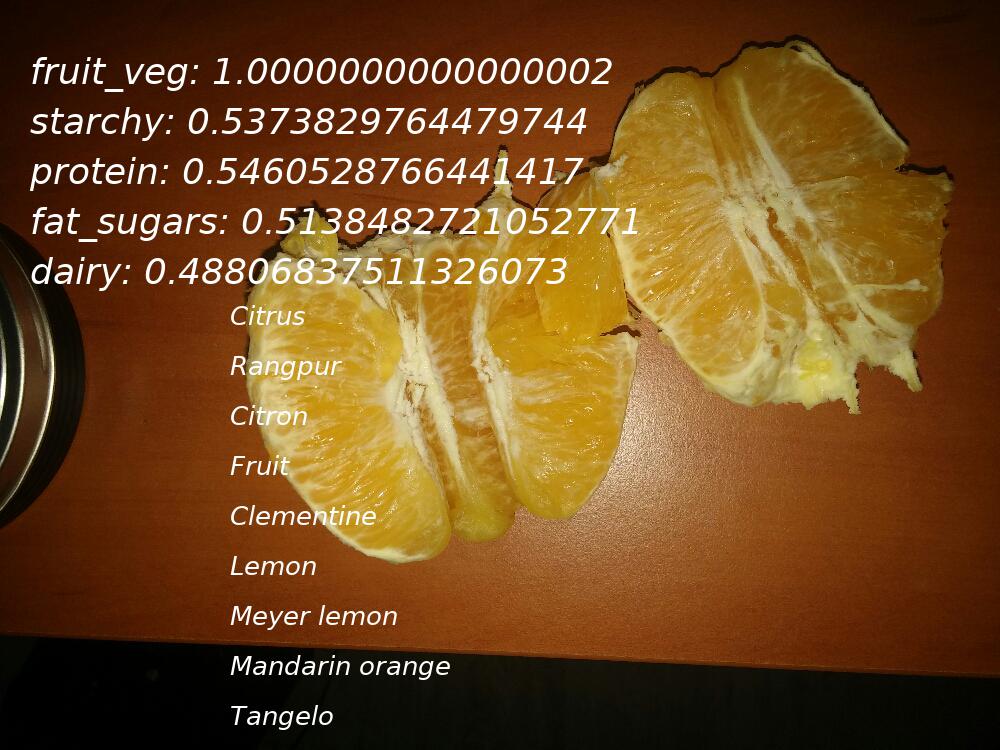 fruit_veg: 1.0000000000000002
starchy: 0.5373829764479744
protein: 0.5460528766441417
fat_sugars: 0.5138482721052771
dairy: 0.48806837511326073
Citrus
Rangpur
Citron
Fruit
Clementine
Lemon
Meyer lemon
Mandarin orange
Tangelo